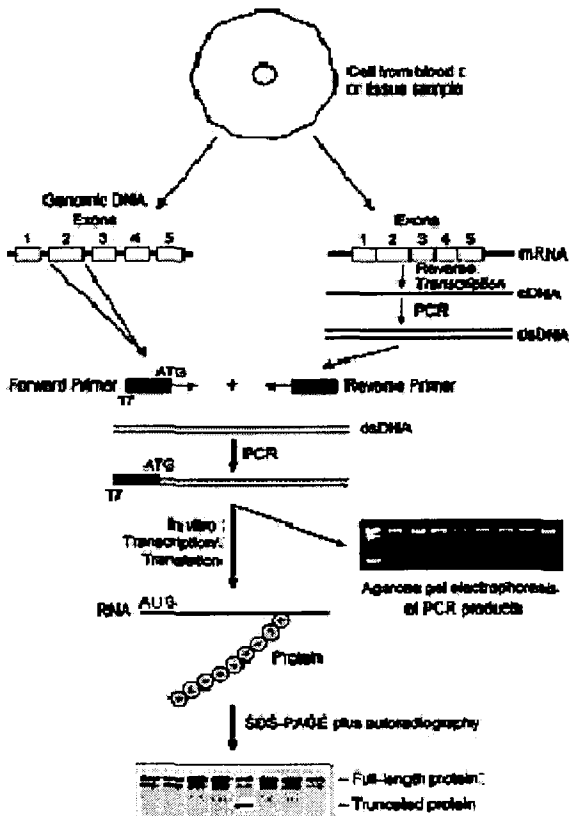 Cell from blood
or tissue sample
Genomic DNA
Exons
1 2 3 4 5
Exons
1 2 3 4 5
mRNA
Reverse
Transcription
cDNA
PCR
dsDNA
ATG
Forward Primer
+
Reverse Primer
T7
dsDNA
PCR
ATG
T7
In vitro
Transcription/
Translation
Agarose gel electrophoresis
of PCR products
RNA
AUG
Protein
SDS-PAGE plus autoradiography
Full-length protein
Truncated protein